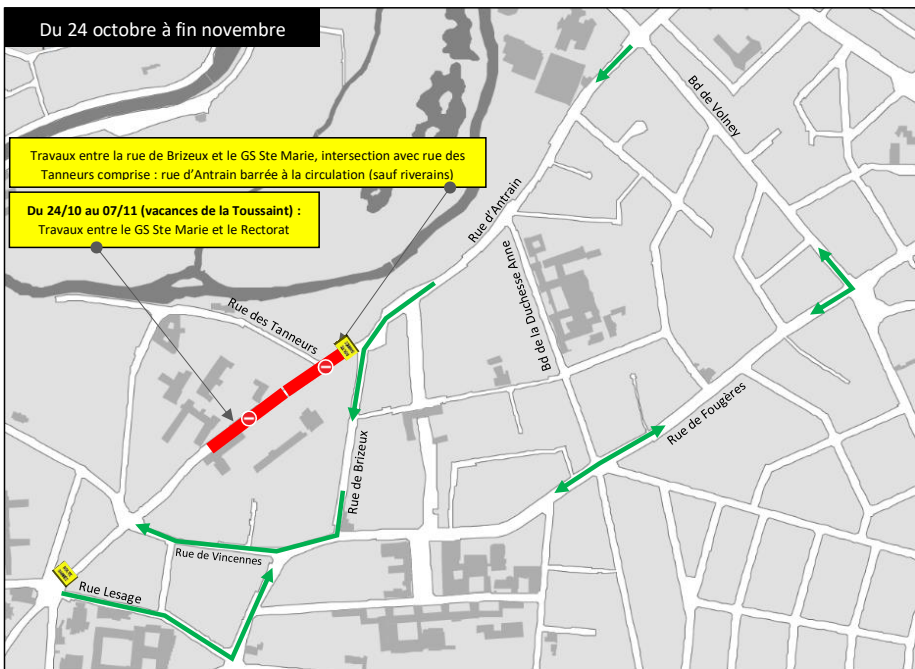 Du 24 octobre à fin novembre
Travaux entre la rue de Brizeux et le GS Ste Marie, intersection avec rue des
Tanneurs comprise : rue d’Antrain barrée à la circulation (sauf riverains)
Du 24/10 au 07/11 (vacances de la Toussaint) :
Travaux entre le GS Ste Marie et le Rectorat
Bd de Volney
Rue d’Antrain
Bd de la Duchesse Anne
Rue des Tanneurs
Rue de Fougères
Rue de Brizeux
Rue de Vincennes
Rue Lesage